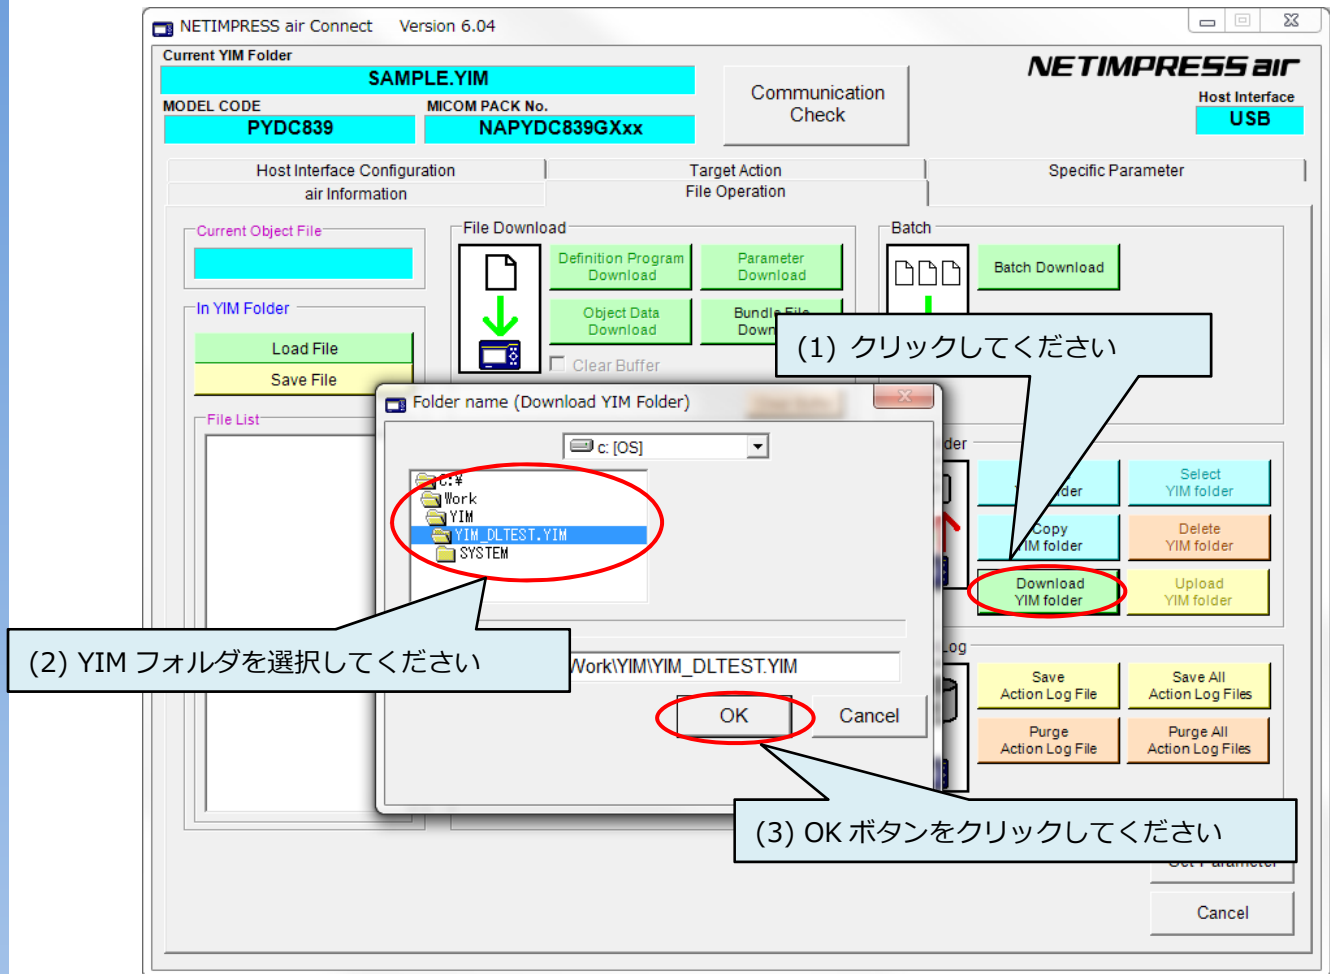 NETIMPRESS air Connect Version 6.04
Current YIM Folder
SAMPLE.YIM
MODEL CODE
MICOM PACK No.
PYDC839
NAPYDC839GXxx
Communication
Check
NETIMPRESS air
Host Interface
USB
Host Interface Configuration
Target Action
Specific Parameter
air Information
File Operation
Current Object File
In YIM Folder
Load File
Save File
File List
File Download
Definition Program
Download
Parameter
Download
Object Data
Download
Bundle File
Down
Clear Buffer
Batch
Batch Download
(1) クリックしてください
Folder name (Download YIM Folder)
c: [OS]
C:¥
Work
YIM
YIM_DLTEST.YIM
SYSTEM
(2) YIM フォルダを選択してください
Work\YIM\YIM_DLTEST.YIM
OK
Cancel
(3) OK ボタンをクリックしてください
der
der
Select
YIM folder
Copy
YIM folder
Delete
YIM folder
Download
YIM folder
Upload
YIM folder
Log
Save
Action Log File
Save All
Action Log Files
Purge
Action Log File
Purge All
Action Log Files
Cancel